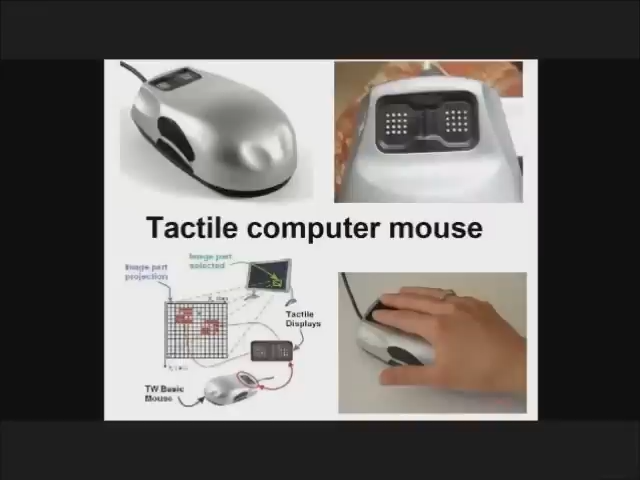 Tactile computer mouse
Image part
selected
Image part
projection
Tactile
Displays
TW Basic
Mouse